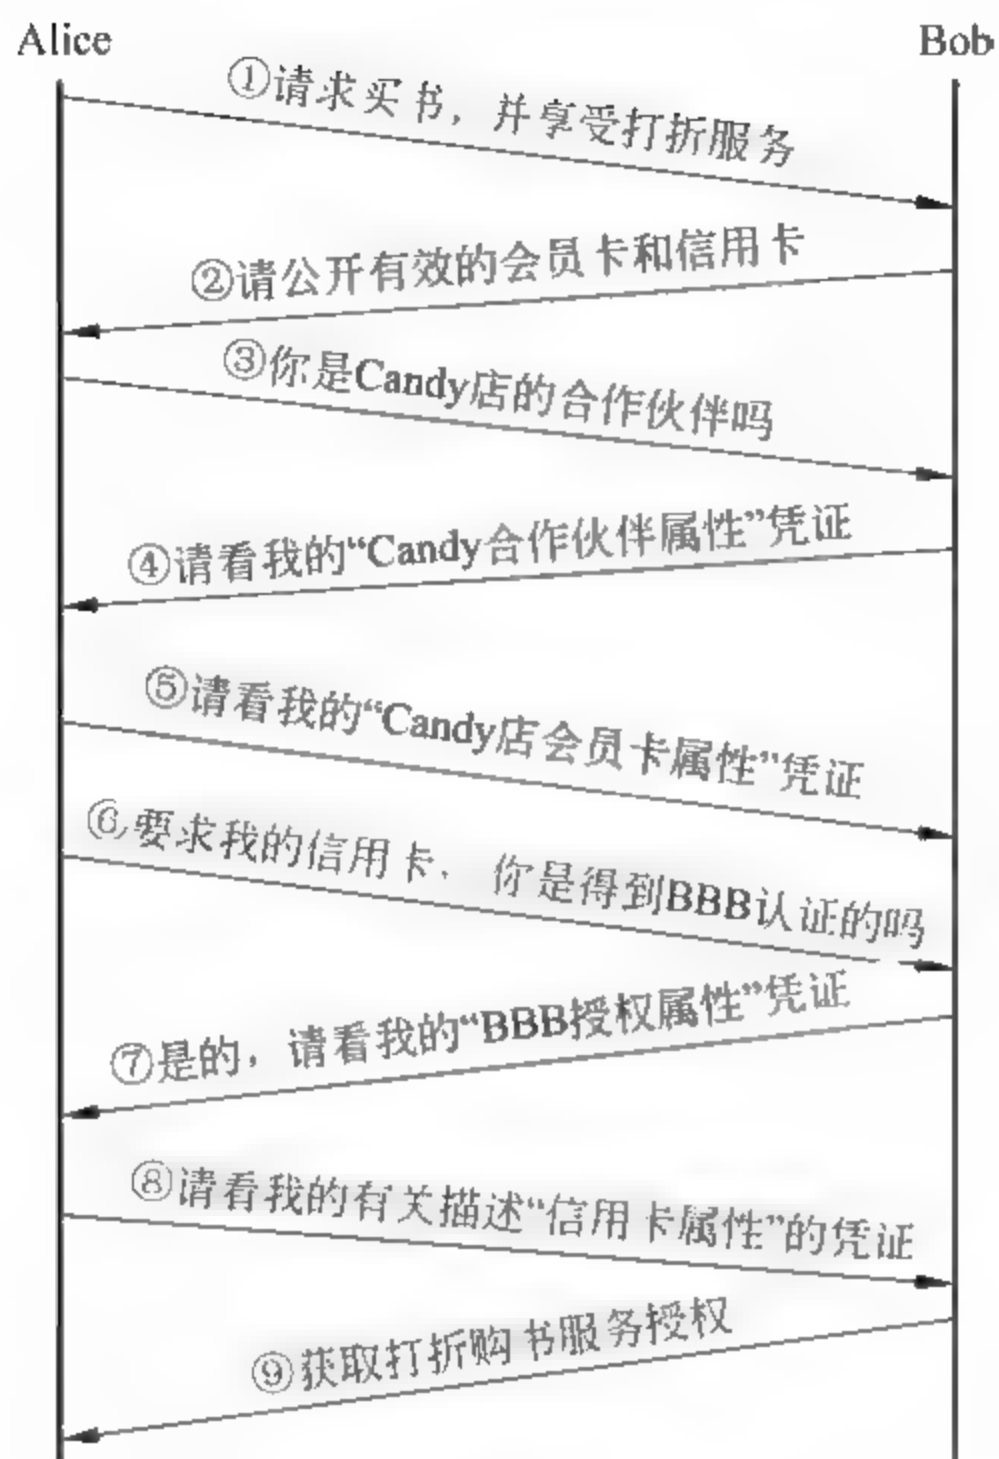 Alice
Bob
①请求买书，并享受打折服务
②请公开有效的会员卡和信用卡
③你是Candy店的合作伙伴吗
④请看我的“Candy合作伙伴属性”凭证
⑤请看我的“Candy店会员卡属性”凭证
⑥要求我的信用卡，你是得到BBB认证的吗
⑦是的，请看我的“BBB授权属性”凭证
⑧请看我的有关描述“信用卡属性”的凭证
⑨获取打折购书服务授权